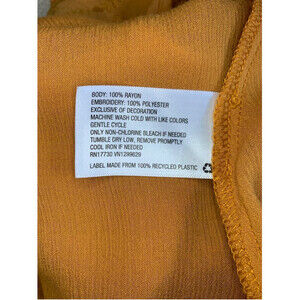 BODY: 100% RAYON
EMBROIDERY: 100% POLYESTER
EXCLUSIVE OF DECORATION
MACHINE WASH COLD WITH LIKE COLORS
GENTLE CYCLE
ONLY NON-CHLORINE BLEACH IF NEEDED
TUMBLE DRY LOW, REMOVE PROMPTLY
COOL IRON IF NEEDED
RN17730 VN1299629
LABEL MADE FROM 100% RECYCLED PLASTIC